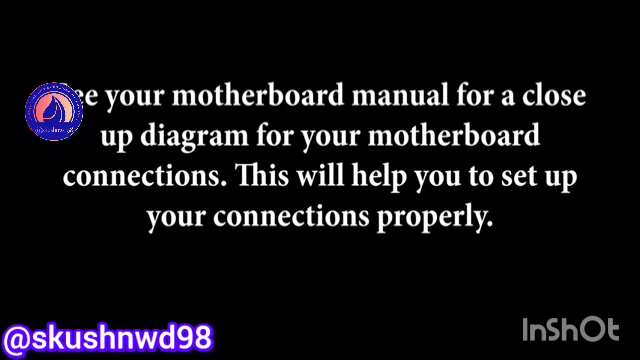 ee your motherboard manual for a close
up diagram for your motherboard
connections. This will help you to set up
your connections properly.
@skushnwd98
InShOt